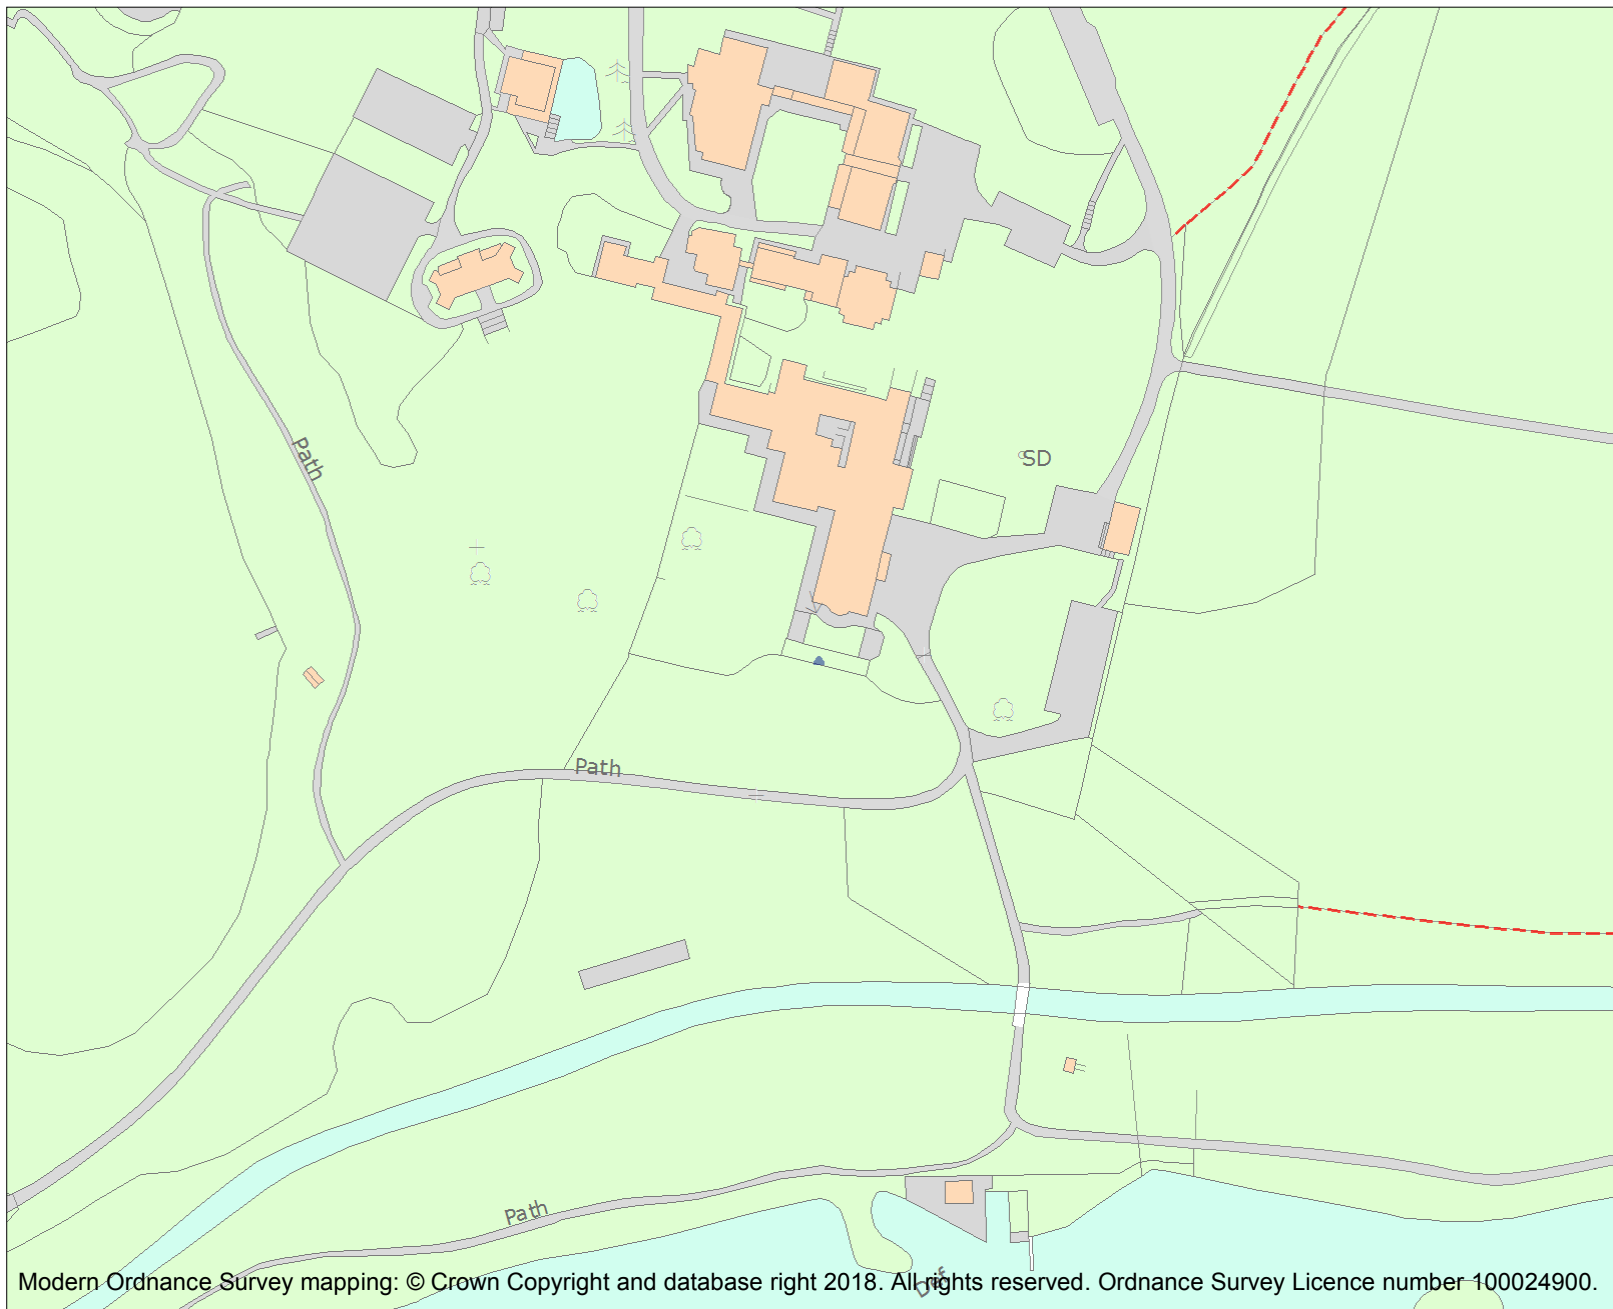 Path
SD
Path
Path
Def
Modern Ordnance Survey mapping: © Crown Copyright and database right 2018. All rights reserved. Ordnance Survey Licence number 100024900.